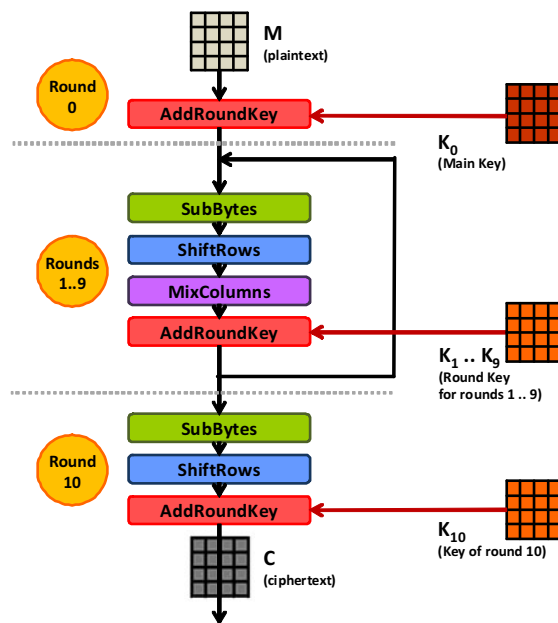 M
(plaintext)
Round
0
AddRoundKey
K0
(Main Key)
SubBytes
ShiftRows
Rounds
1..9
MixColumns
AddRoundKey
K1 .. K9
(Round Key
for rounds 1 .. 9)
SubBytes
Round
10
ShiftRows
AddRoundKey
K10
(Key of round 10)
C
(ciphertext)